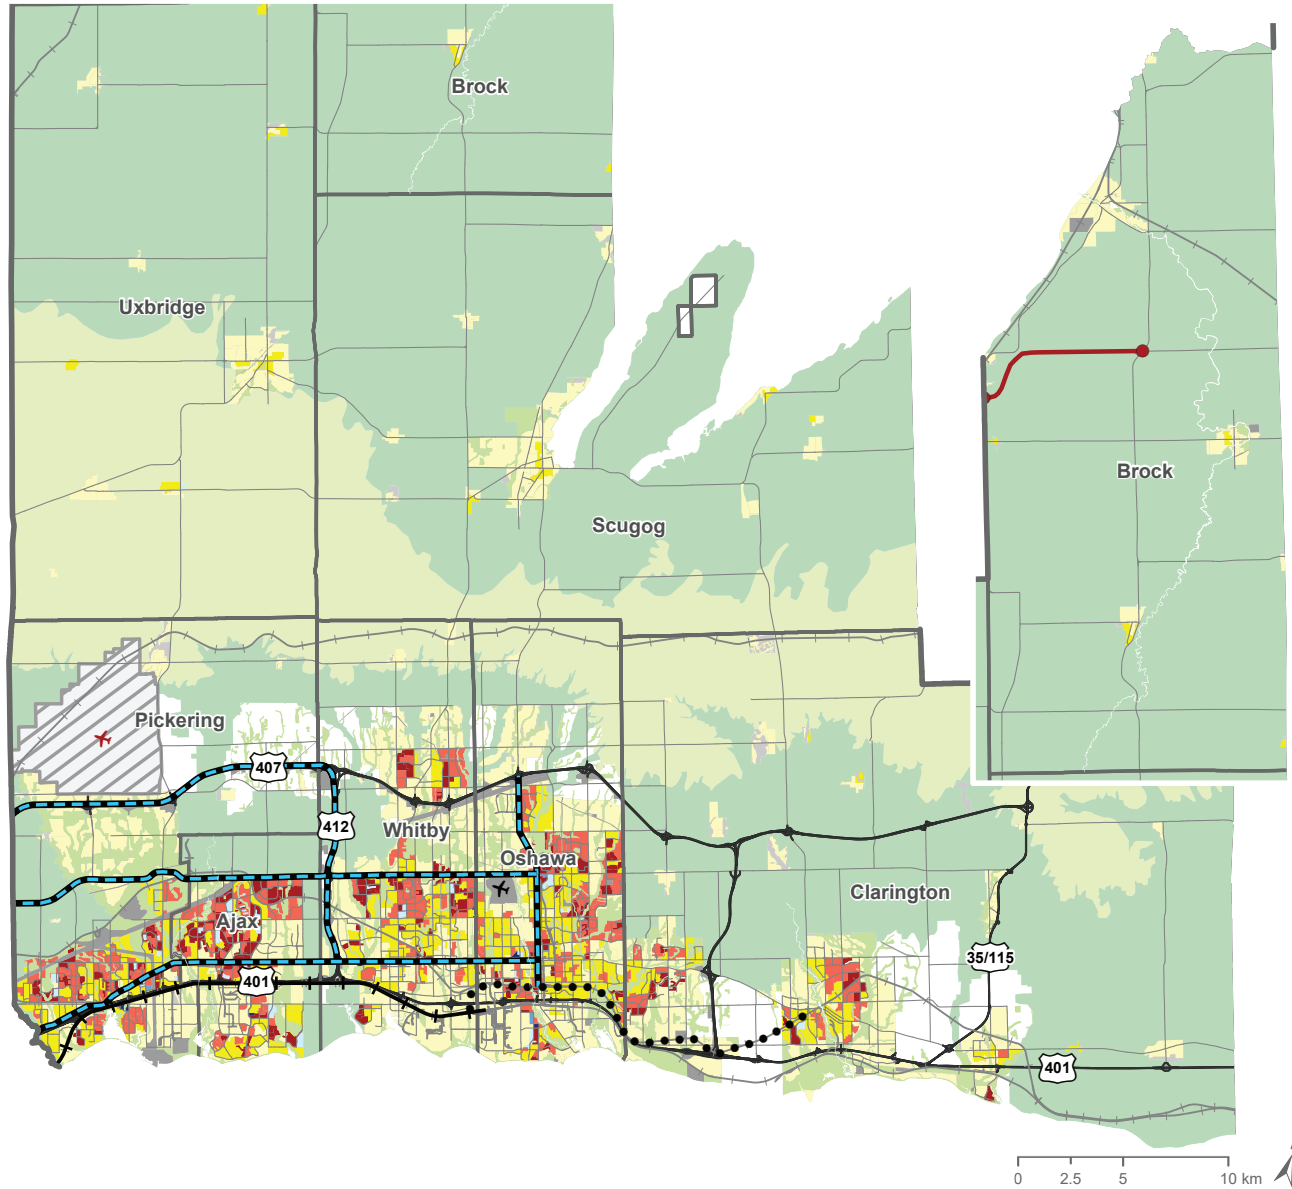 Brock
Uxbridge
Scugog
Brock
Pickering
407
412
Whitby
Oshawa
Clarington
Ajax
35/115
401
401
0 2.5 5 10 km